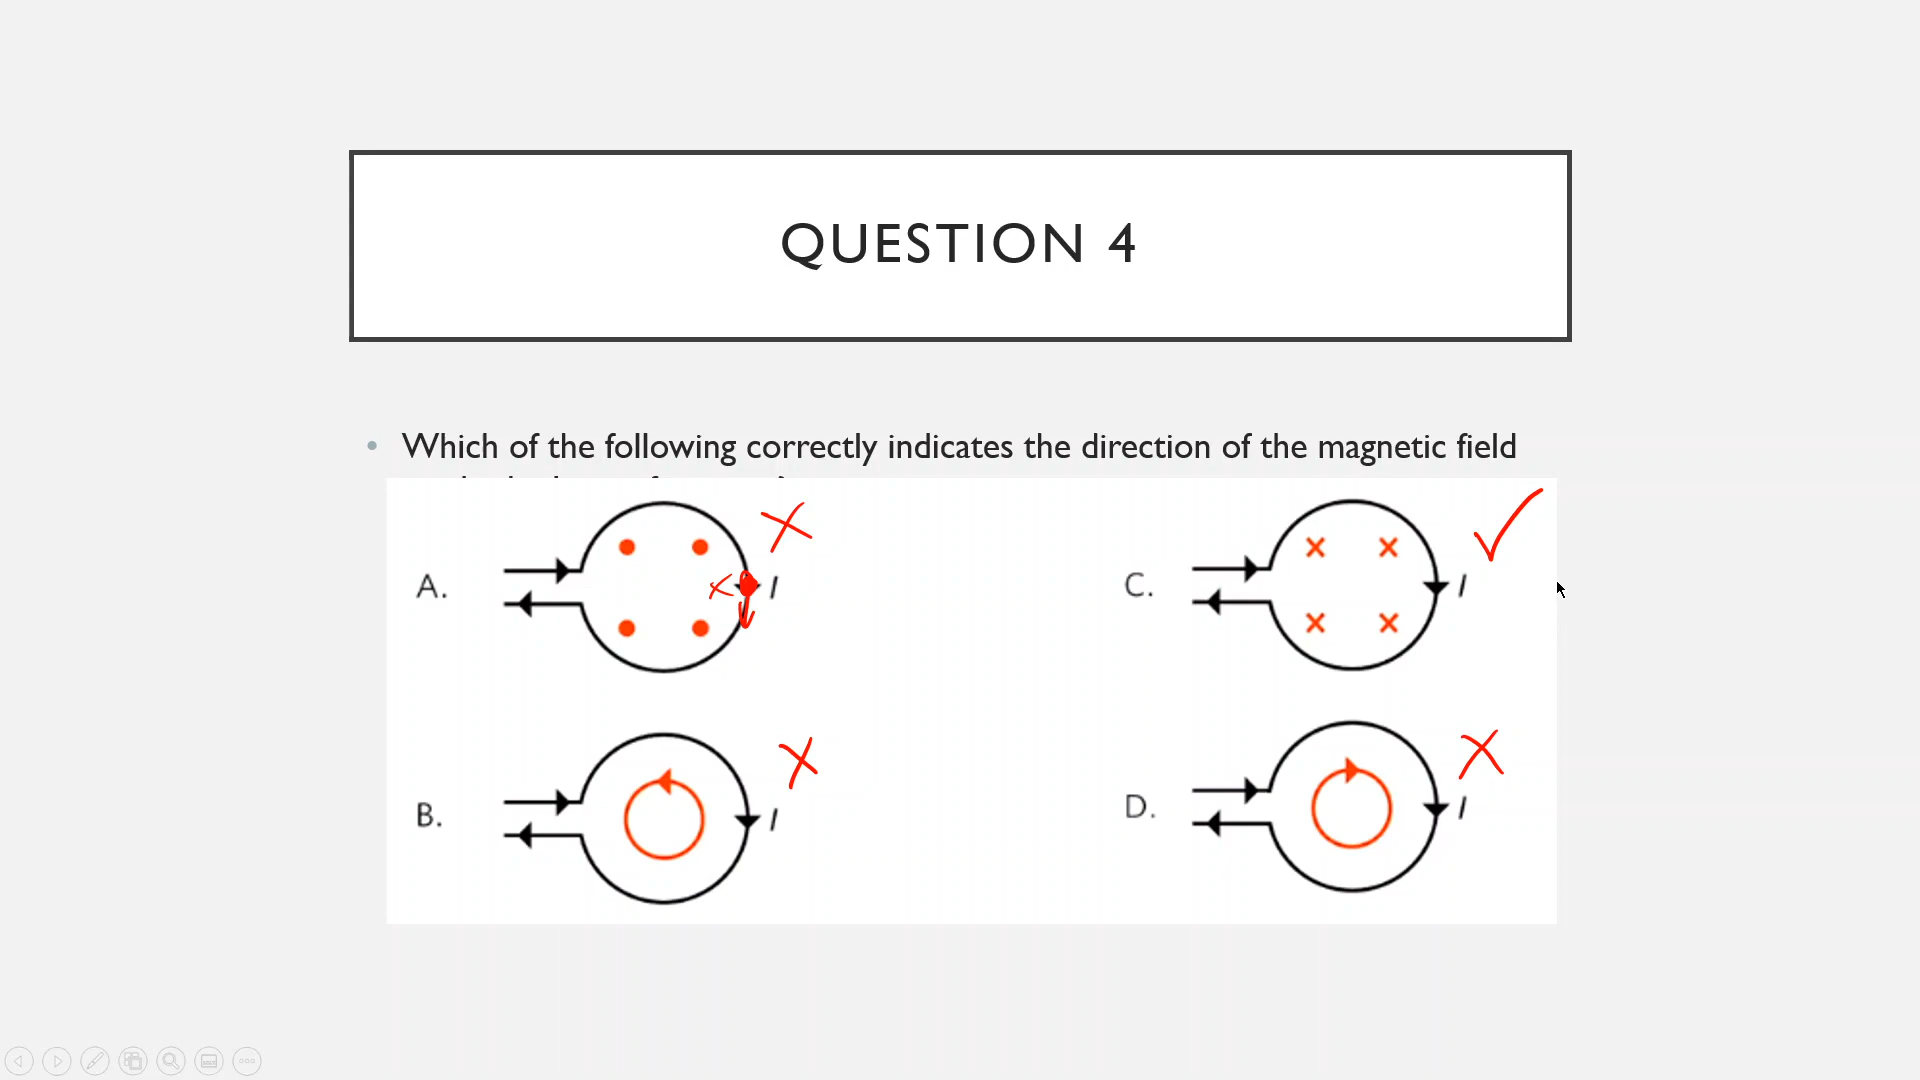 QUESTION 4
• Which of the following correctly indicates the direction of the magnetic field
A.
I
C.
I
B.
I
D.
I